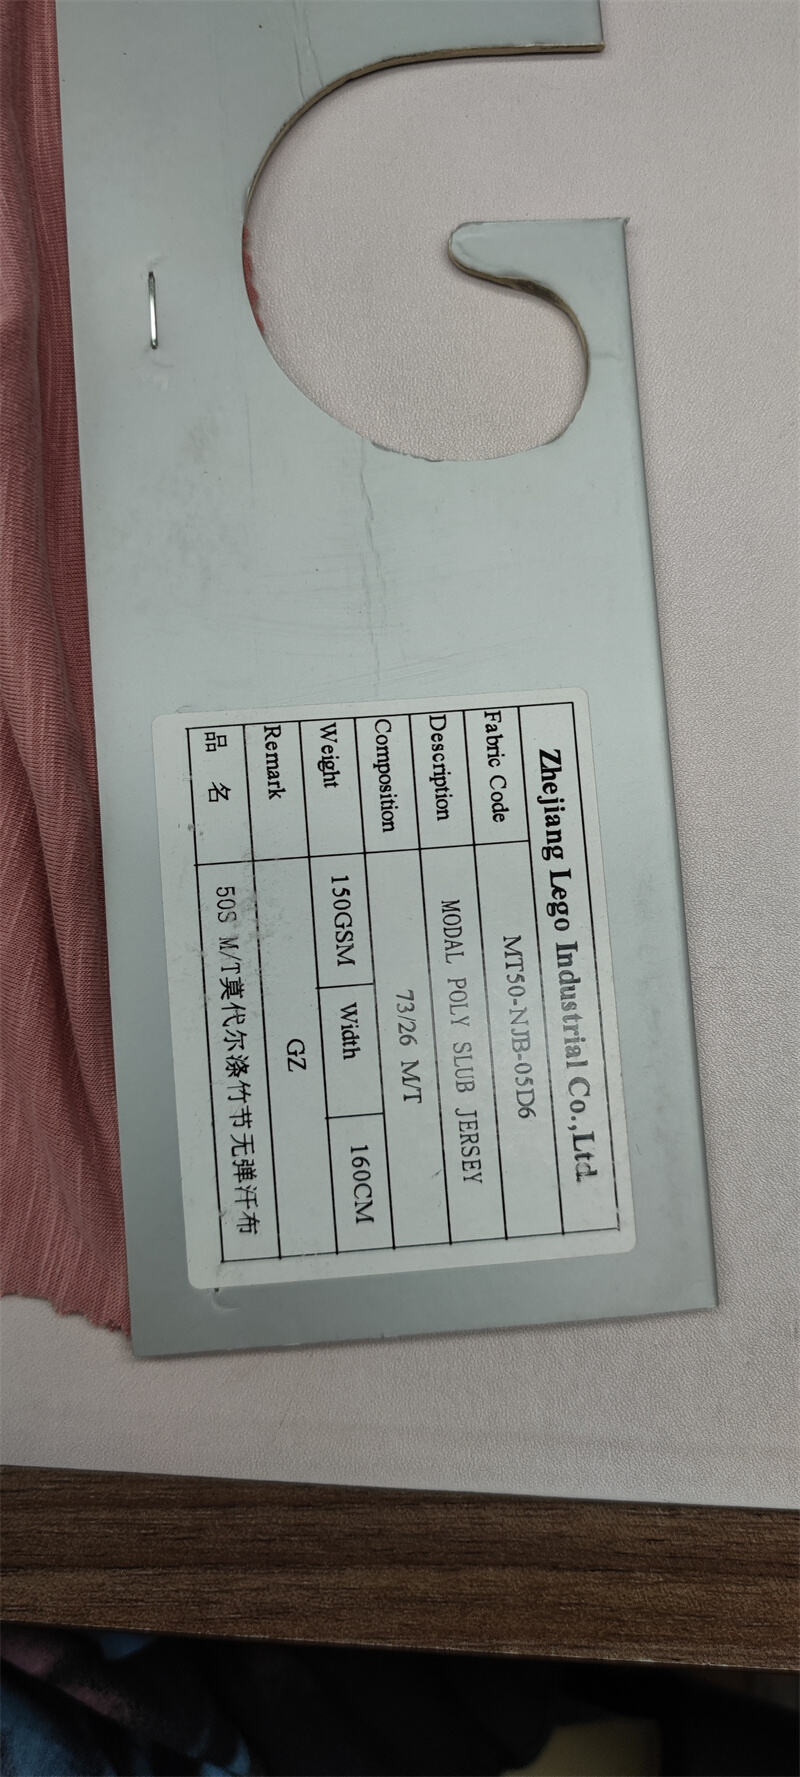 Zhejiang Lego Industrial Co.,Ltd.
Fabric Code MT50-NJB-05D6
Description MODAL POLY SLUB JERSEY
Composition 73/26 M/T
Weight 150GSM Width 160CM
Remark GZ
品 名 50S M/T莫代尔涤竹节无弹汗布